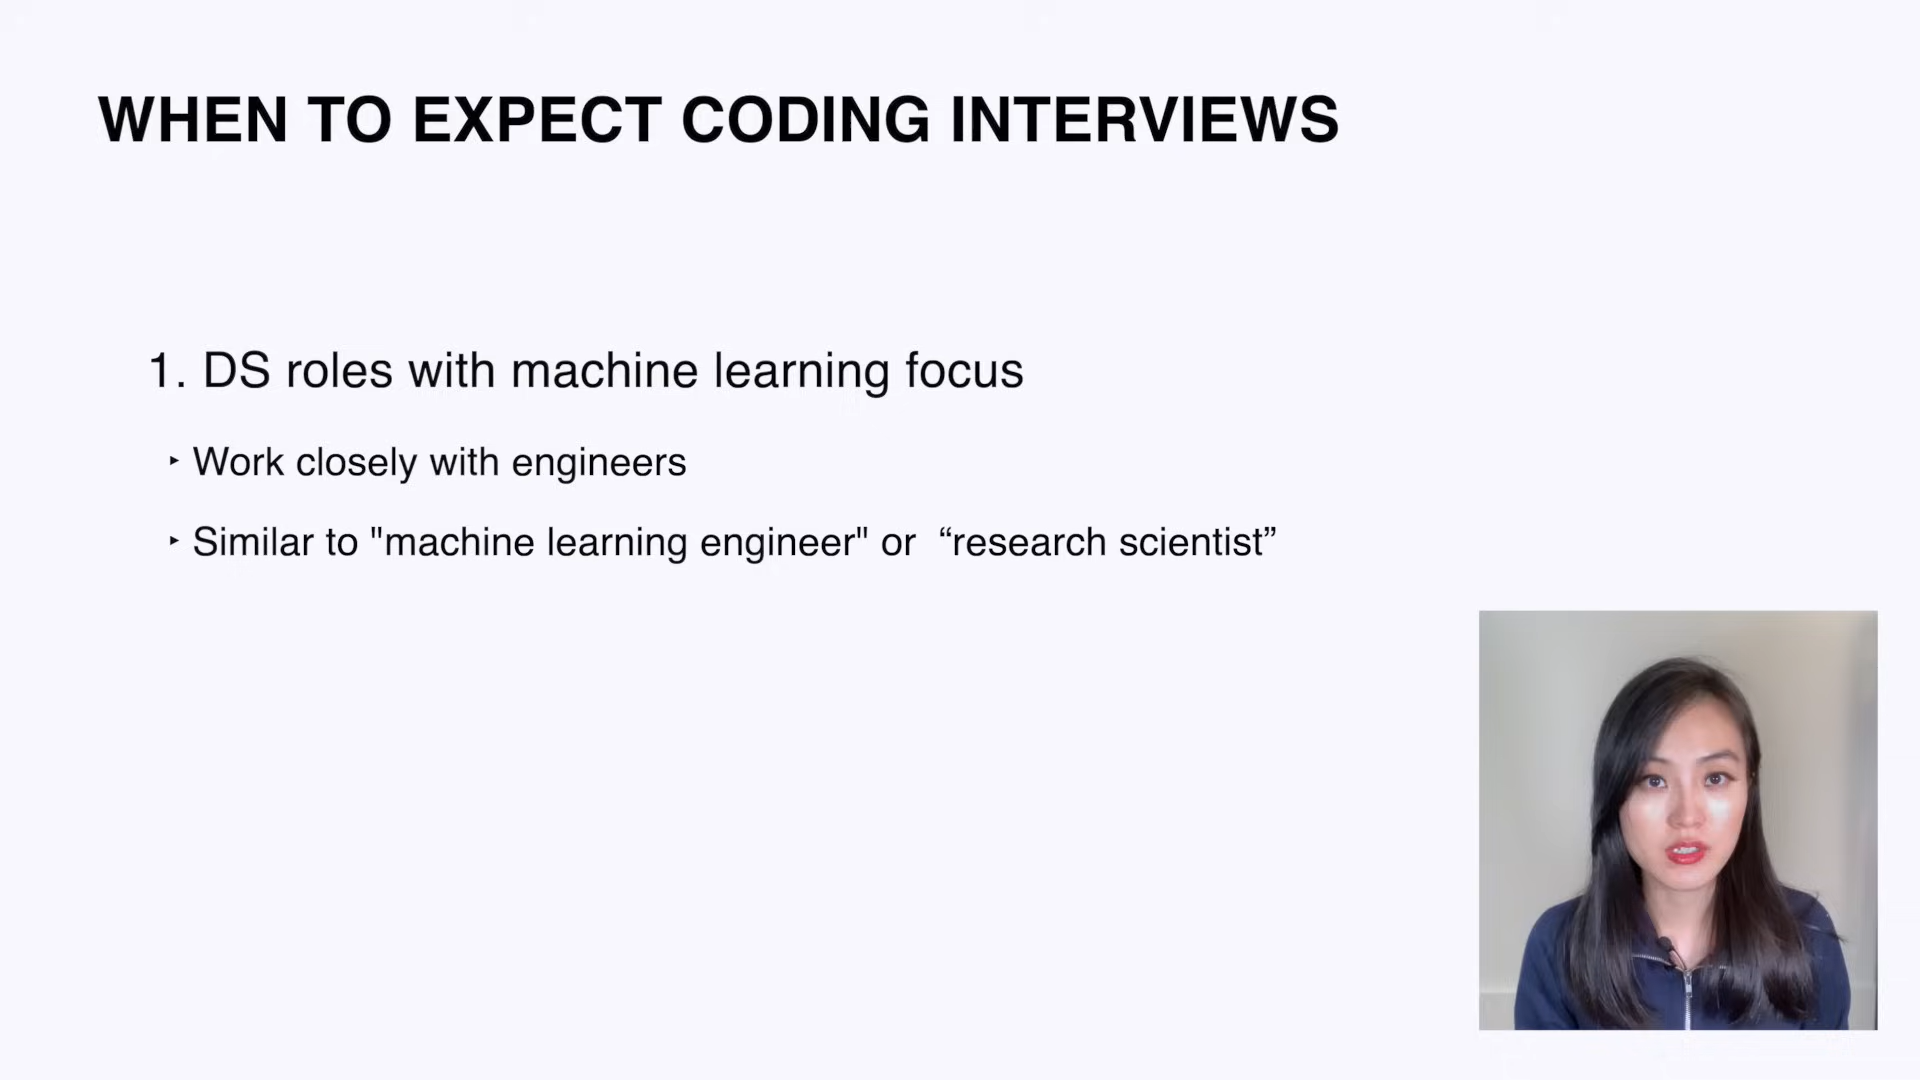 WHEN TO EXPECT CODING INTERVIEWS
1. DS roles with machine learning focus
‣ Work closely with engineers
‣ Similar to "machine learning engineer" or  “research scientist”